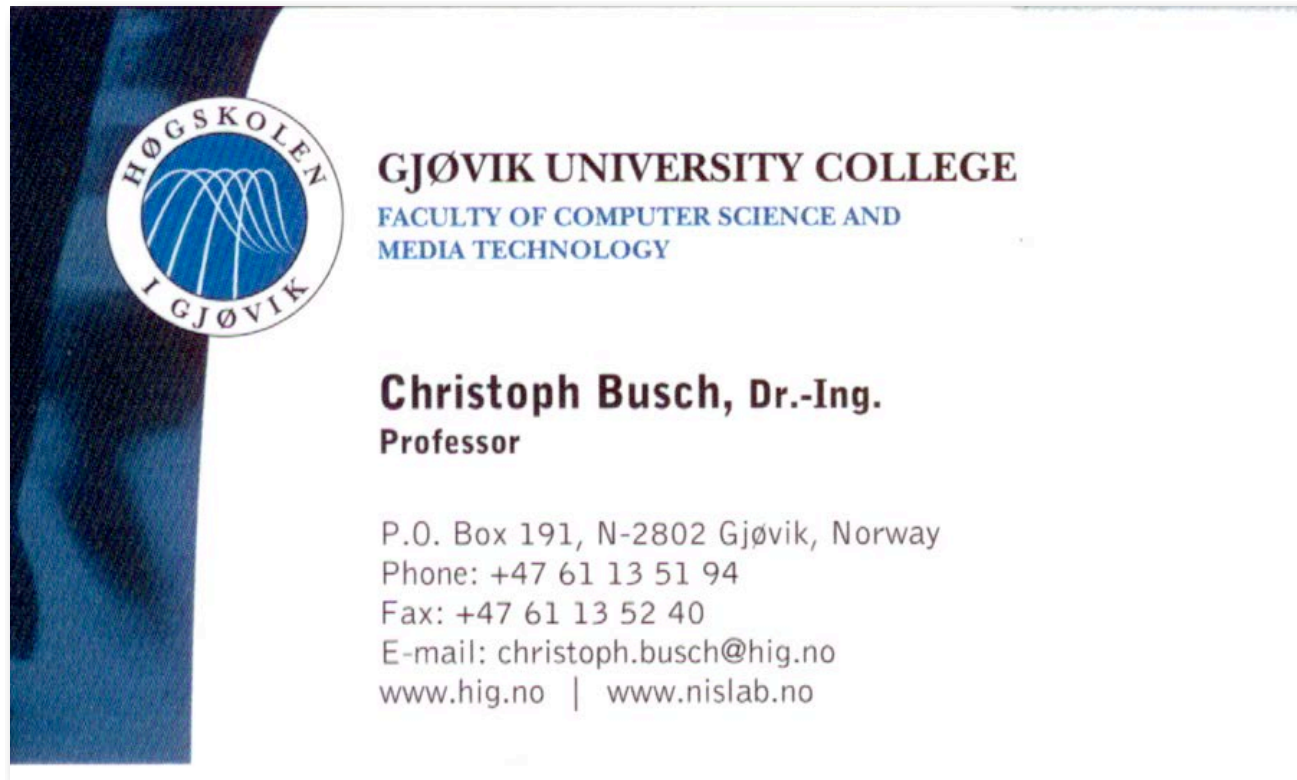 HØGSKOLEN
I GJØVIK
GJØVIK UNIVERSITY COLLEGE
FACULTY OF COMPUTER SCIENCE AND
MEDIA TECHNOLOGY
Christoph Busch, Dr.-Ing.
Professor
P.O. Box 191, N-2802 Gjøvik, Norway
Phone: +47 61 13 51 94
Fax: +47 61 13 52 40
E-mail: christoph.busch@hig.no
www.hig.no | www.nislab.no